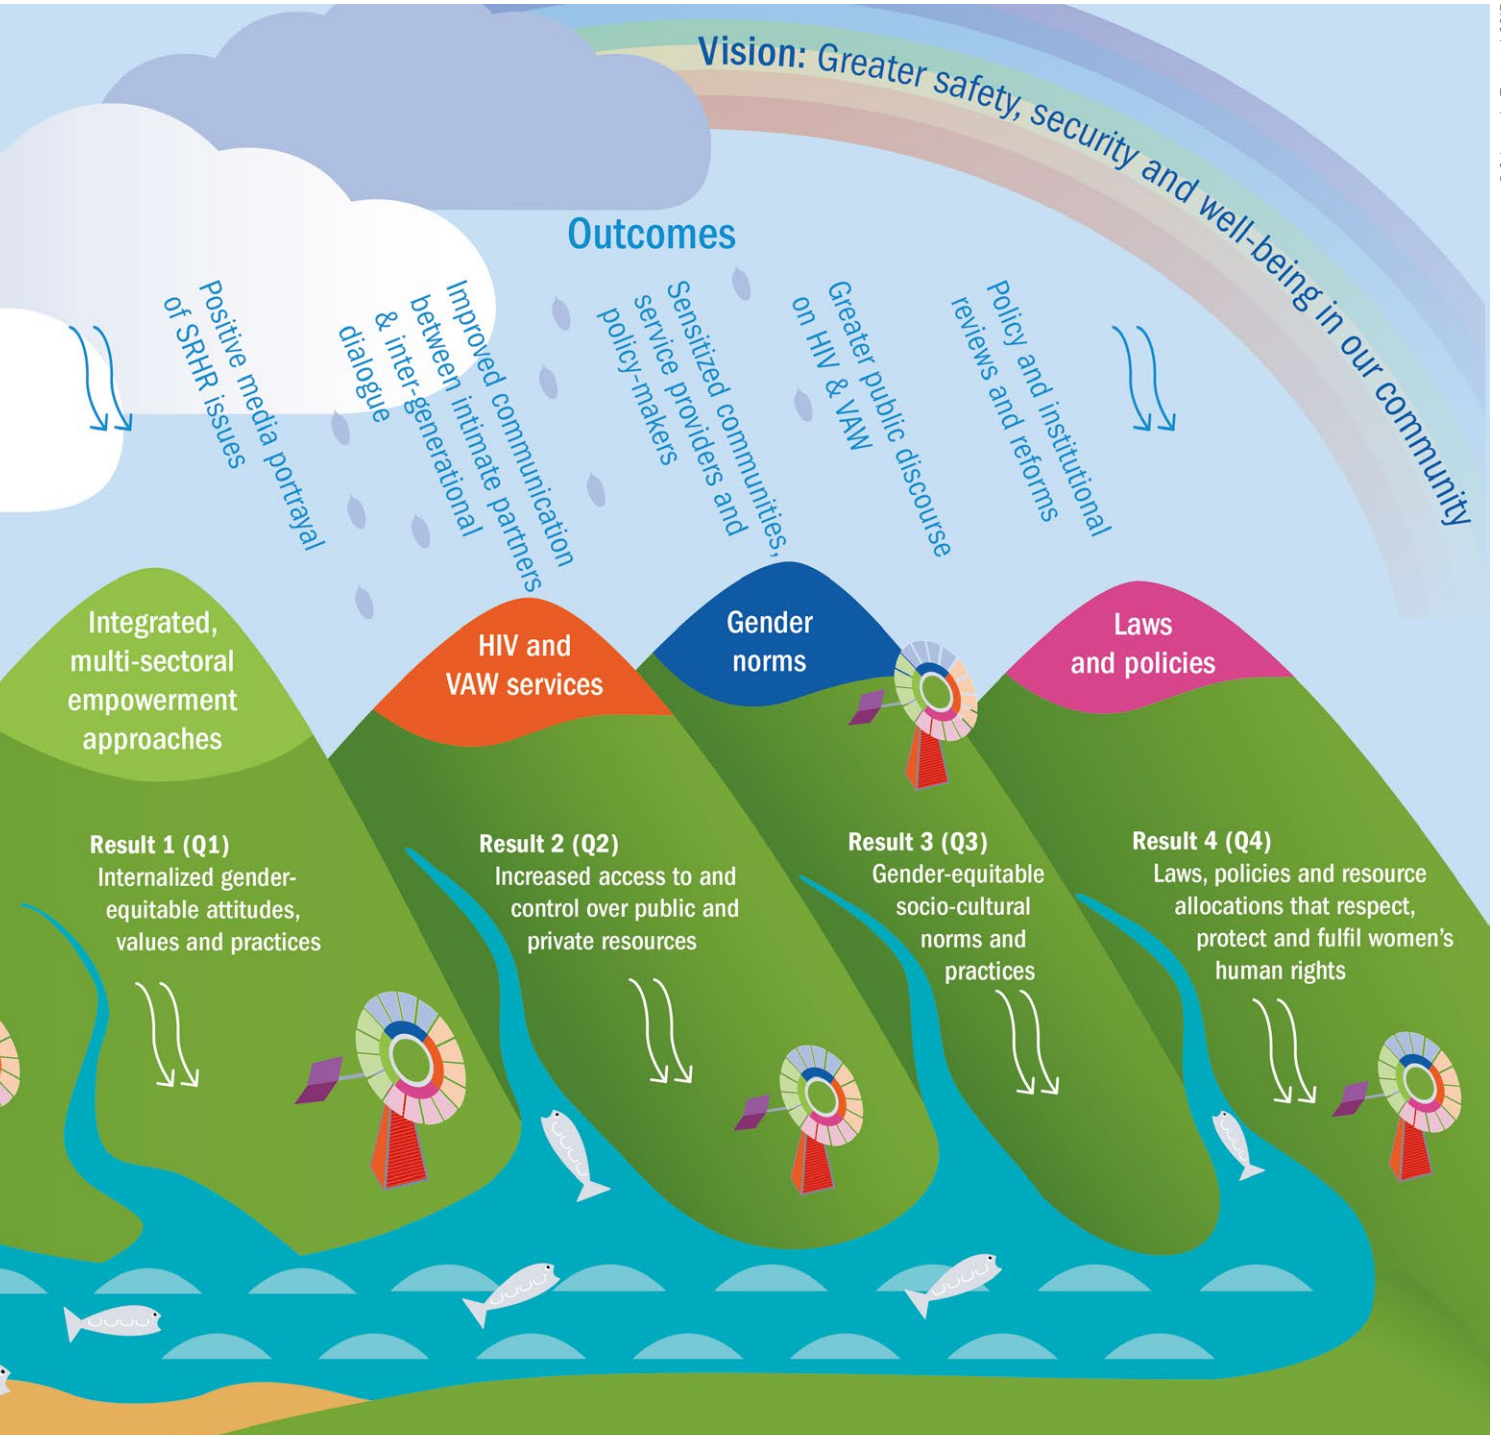 Vision: Greater safety, security and well-being in our community
Outcomes
Positive media portrayal
of SRHR issues
Improved communication
between intimate partners
& inter-generational
dialogue
Sensitized communities,
service providers and
policy-makers
Greater public discourse
on HIV & VAW
Policy and institutional
reviews and reforms
Integrated,
multi-sectoral
empowerment
approaches
HIV and
VAW services
Gender
norms
Laws
and policies
Result 1 (Q1)
Internalized gender-
equitable attitudes,
values and practices
Result 2 (Q2)
Increased access to and
control over public and
private resources
Result 3 (Q3)
Gender-equitable
socio-cultural
norms and
practices
Result 4 (Q4)
Laws, policies and resource
allocations that respect,
protect and fulfil women's
human rights